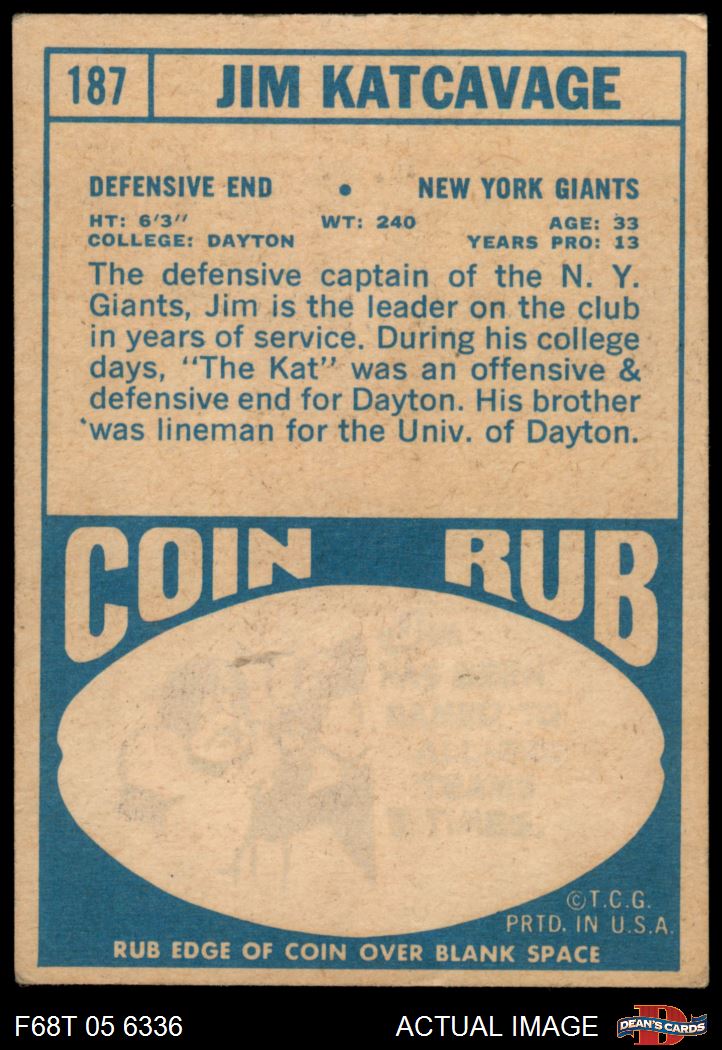 187 JIM KATCAVAGE
DEFENSIVE END • NEW YORK GIANTS
HT: 6'3" WT: 240 AGE: 33
COLLEGE: DAYTON YEARS PRO: 13
The defensive captain of the N. Y.
Giants, Jim is the leader on the club
in years of service. During his college
days, "The Kat" was an offensive &
defensive end for Dayton. His brother
was lineman for the Univ. of Dayton.
COIN RUB
©T.C.G.
PRTD. IN U.S.A.
RUB EDGE OF COIN OVER BLANK SPACE
F68T 05 6336 ACTUAL IMAGE DEAN'S CARDS